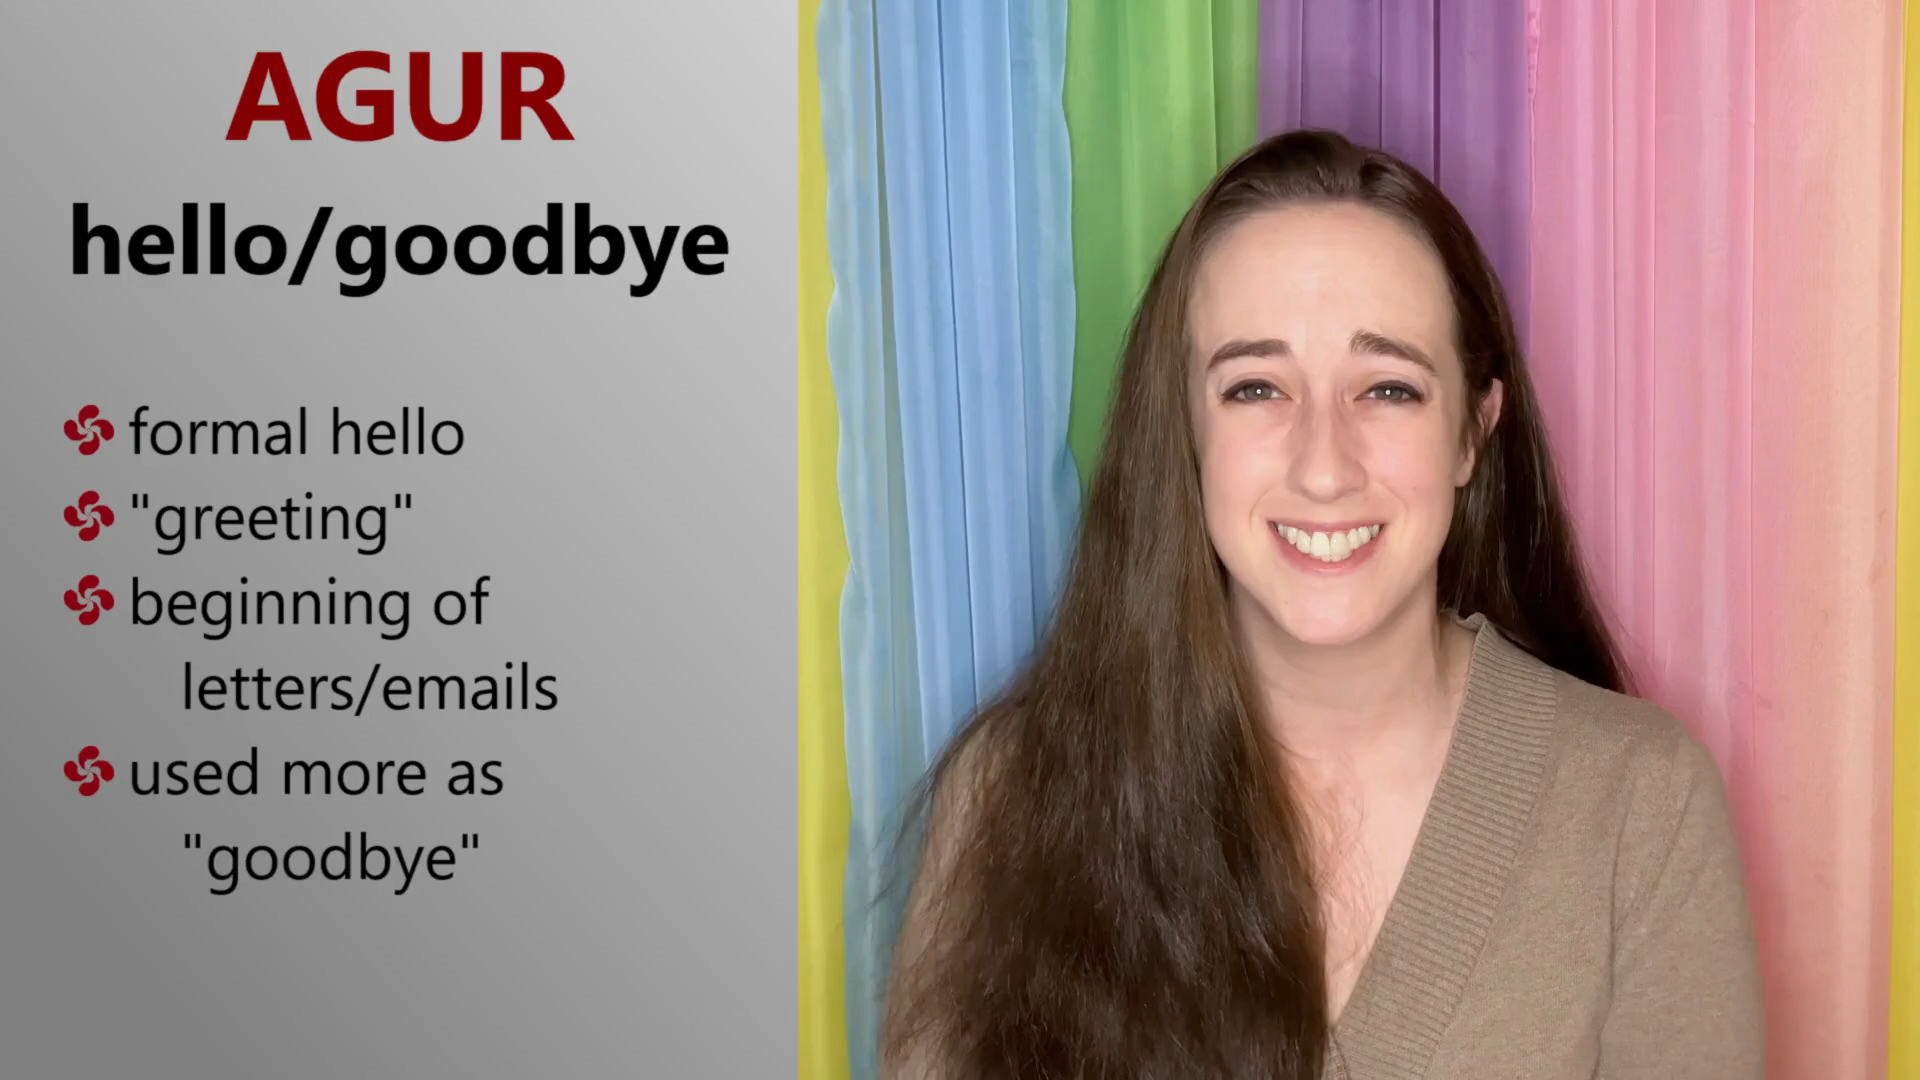 AGUR
hello/goodbye
formal hello
"greeting"
beginning of
letters/emails
used more as
"goodbye"